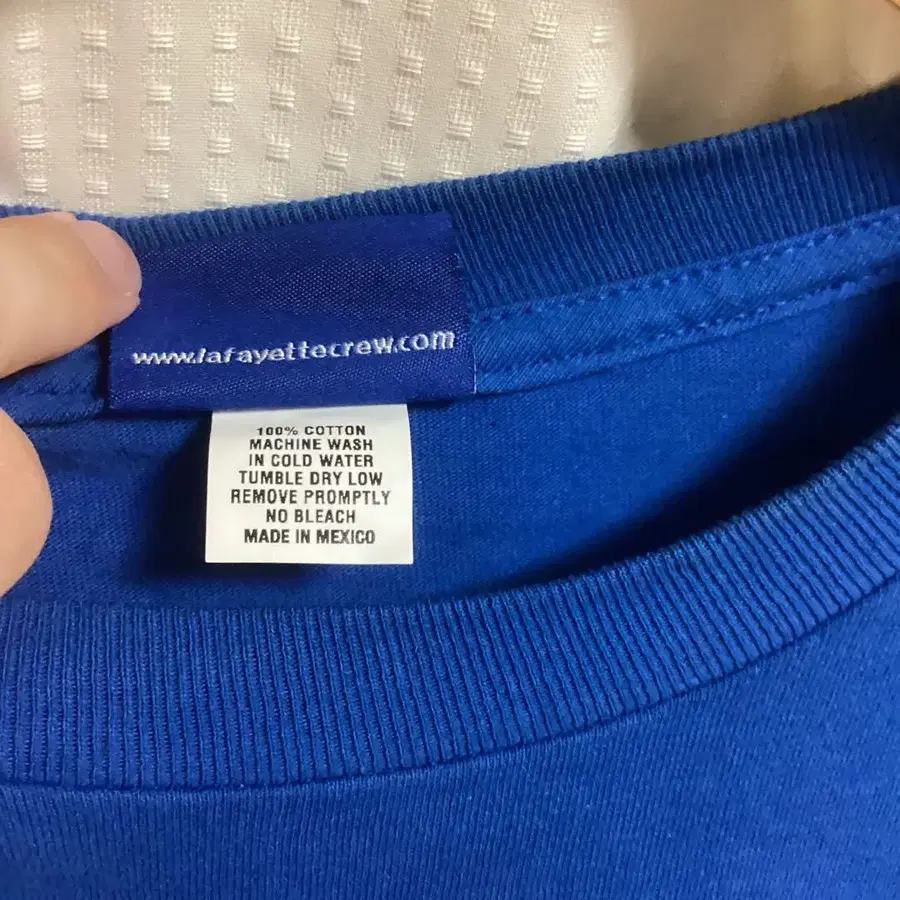 www.lafayettecrew.com
100% COTTON
MACHINE WASH
IN COLD WATER
TUMBLE DRY LOW
REMOVE PROMPTLY
NO BLEACH
MADE IN MEXICO